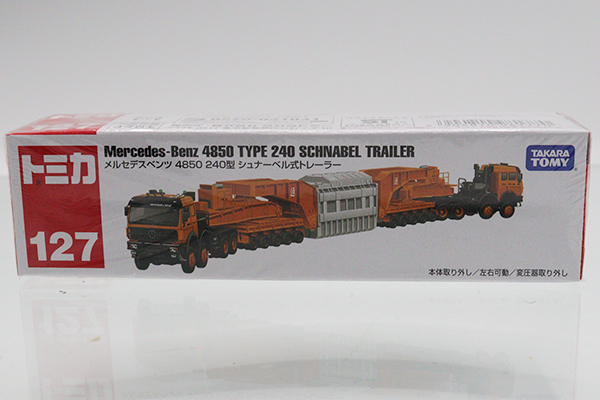 トミカ
127
Mercedes-Benz 4850 TYPE 240 SCHNABEL TRAILER
メルセデスベンツ 4850 240型 シュナーベル式トレーラー
TAKARA
TOMY
本体取り外し／左右可動／変圧器取り外し